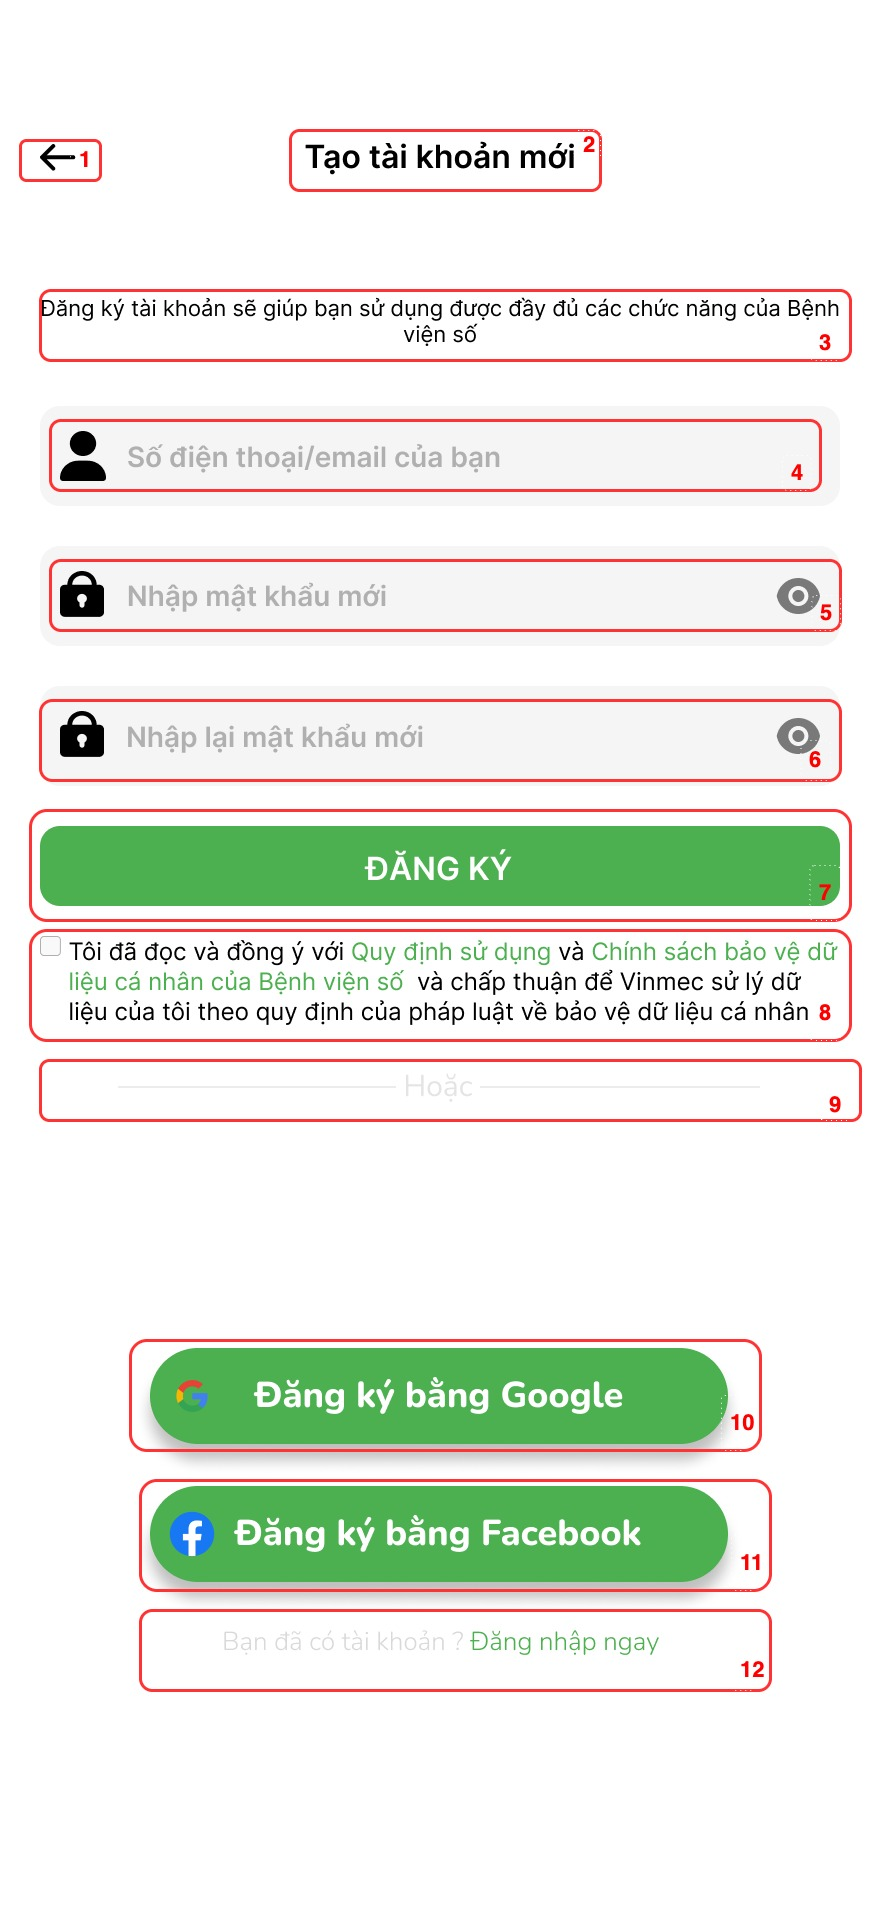 1
Tạo tài khoản mới 2
Đăng ký tài khoản sẽ giúp bạn sử dụng được đầy đủ các chức năng của Bệnh
viện số
3
Số điện thoại/email của bạn
4
Nhập mật khẩu mới
5
Nhập lại mật khẩu mới
6
ĐĂNG KÝ
7
Tôi đã đọc và đồng ý với Quy định sử dụng và Chính sách bảo vệ dữ
liệu cá nhân của Bệnh viện số và chấp thuận để Vinmec sử lý dữ
liệu của tôi theo quy định của pháp luật về bảo vệ dữ liệu cá nhân 8
Hoặc
9
Đăng ký bằng Google
10
Đăng ký bằng Facebook
11
Bạn đã có tài khoản ? Đăng nhập ngay
12